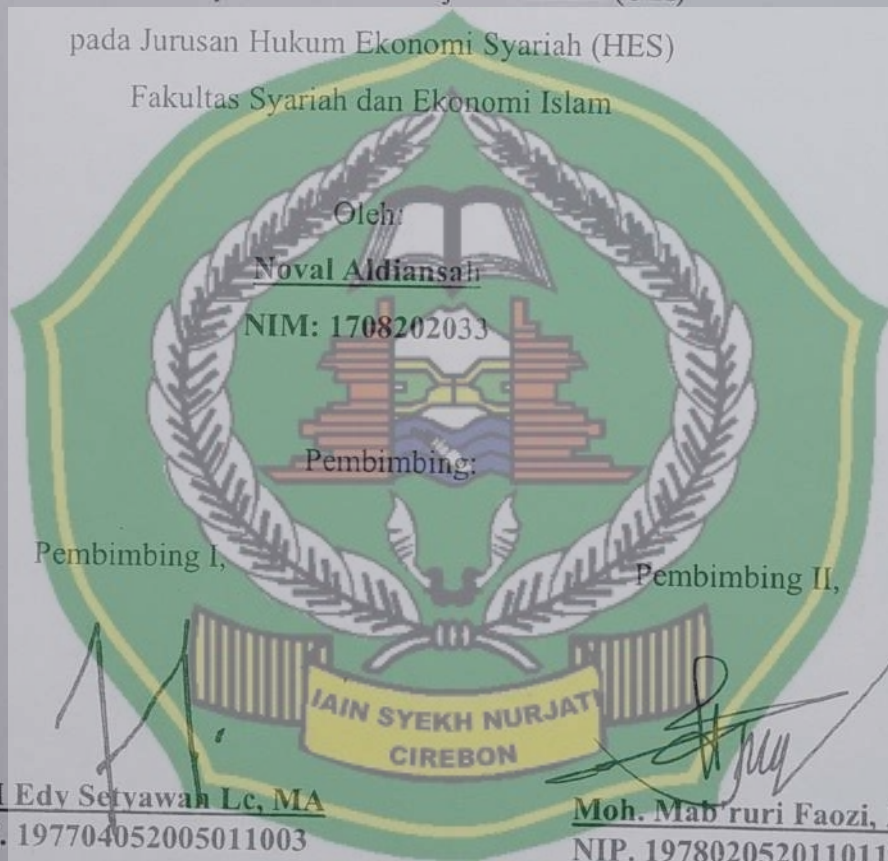 pada Jurusan Hukum Ekonomi Syariah (HES)
Fakultas Syariah dan Ekonomi Islam
Oleh:
Noval Aldiansah
NIM: 1708202033
Pembimbing:
Pembimbing I,
Pembimbing II,
IAIN SYEKH NURJATI
CIREBON
Edy Setyawan Lc, MA
Moh. Mab'ruri Faozi,
. 197704052005011003
NIP. 197802052011011